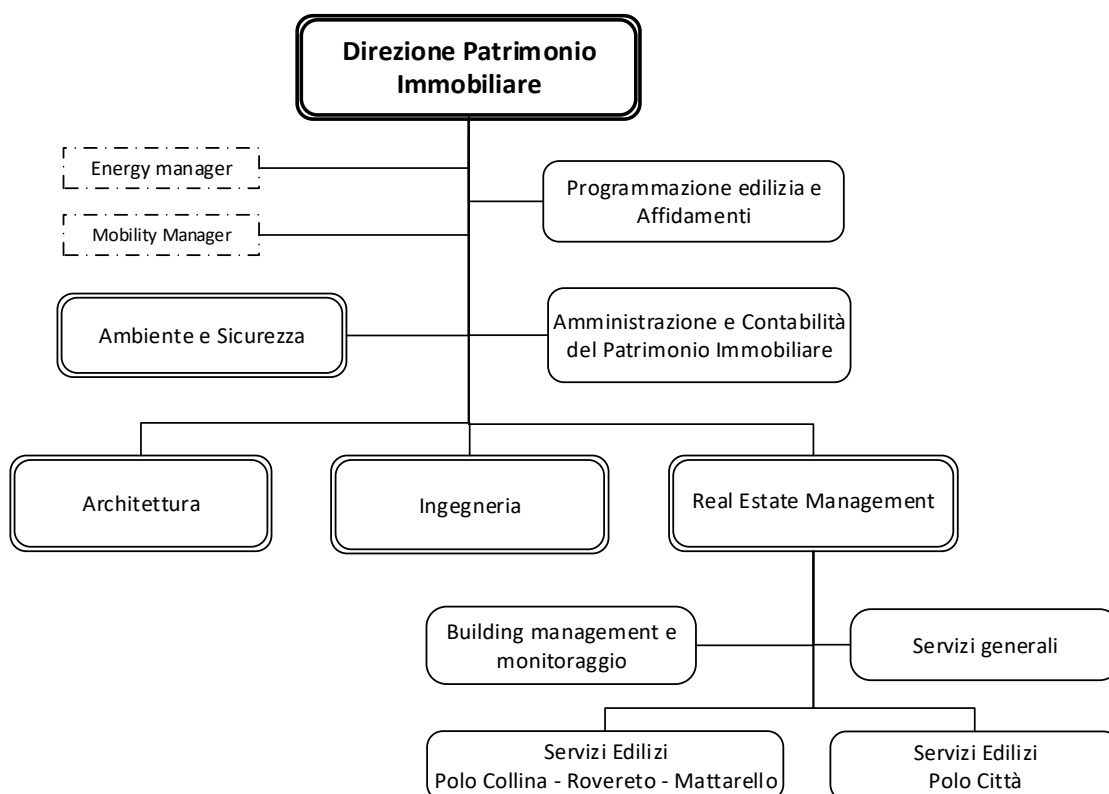 Direzione Patrimonio
Immobiliare
Energy manager
Programmazione edilizia e
Affidamenti
Mobility Manager
Ambiente e Sicurezza
Amministrazione e Contabilità
del Patrimonio Immobiliare
Architettura
Ingegneria
Real Estate Management
Building management e
monitoraggio
Servizi generali
Servizi Edilizi
Polo Collina - Rovereto - Mattarello
Servizi Edilizi
Polo Città